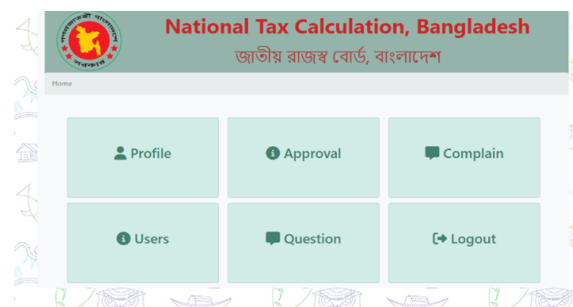 National Tax Calculation, Bangladesh
জাতীয় রাজস্ব বোর্ড, বাংলাদেশ
Home
Profile
Approval
Complain
Users
Question
Logout